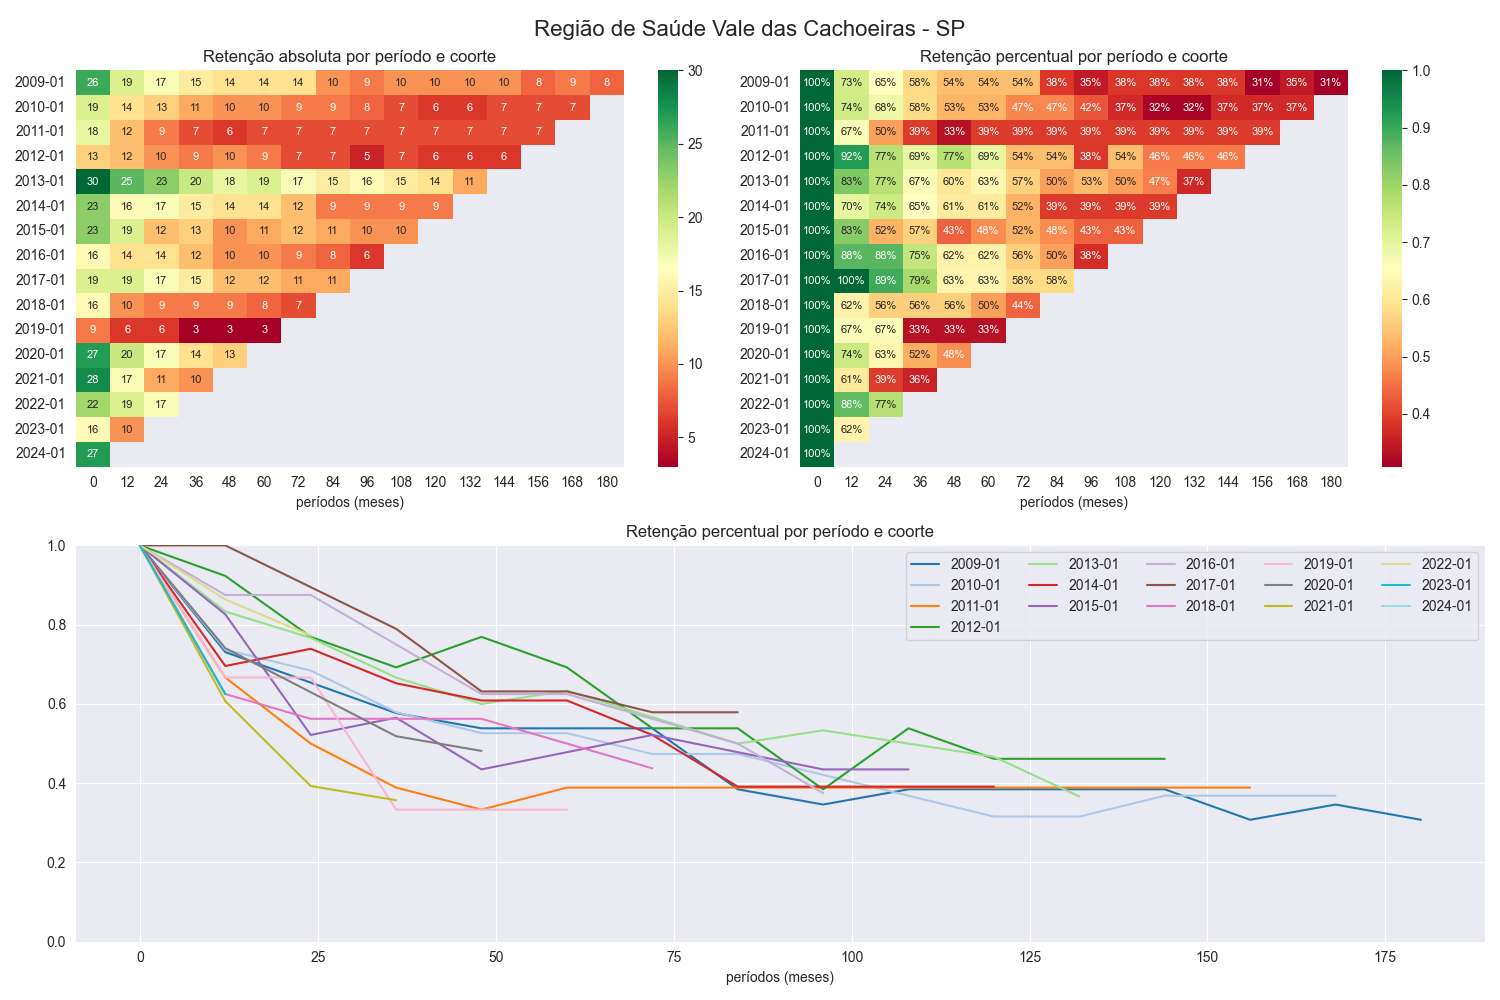 Região de Saúde Vale das Cachoeiras - SP
Retenção absoluta por período e coorte
2009-01 26 19 17 15 14 14 14 10 9 10 10 10 10 8 9 8
2010-01 19 14 13 11 10 10 9 9 8 7 6 6 7 7 7
2011-01 18 12 9 7 6 7 7 7 7 7 7 7 7 7
2012-01 13 12 10 9 10 9 7 7 5 7 6 6 6
2013-01 30 25 23 20 18 19 17 15 16 15 14 11
2014-01 23 16 17 15 14 14 12 9 9 9 9
2015-01 23 19 12 13 10 11 12 11 10 10
2016-01 16 14 14 12 10 10 9 8 6
2017-01 19 19 17 15 12 12 11 11
2018-01 16 10 9 9 9 8 7
2019-01 9 6 6 3 3 3
2020-01 27 20 17 14 13
2021-01 28 17 11 10
2022-01 22 19 17
2023-01 16 10
2024-01 27
0 12 24 36 48 60 72 84 96 108 120 132 144 156 168 180
períodos (meses)
30
25
20
15
10
5
Retenção percentual por período e coorte
2009-01 100% 73% 65% 58% 54% 54% 54% 38% 35% 38% 38% 38% 38% 31% 35% 31%
2010-01 100% 74% 68% 58% 53% 53% 47% 47% 42% 37% 32% 32% 37% 37% 37%
2011-01 100% 67% 50% 39% 33% 39% 39% 39% 39% 39% 39% 39% 39% 39%
2012-01 100% 92% 77% 69% 77% 69% 54% 54% 38% 54% 46% 46% 46%
2013-01 100% 83% 77% 67% 60% 63% 57% 50% 53% 50% 47% 37%
2014-01 100% 70% 74% 65% 61% 61% 52% 39% 39% 39% 39%
2015-01 100% 83% 52% 57% 43% 48% 52% 48% 43% 43%
2016-01 100% 88% 88% 75% 62% 62% 56% 50% 38%
2017-01 100% 100% 89% 79% 63% 63% 58% 58%
2018-01 100% 62% 56% 56% 56% 50% 44%
2019-01 100% 67% 67% 33% 33% 33%
2020-01 100% 74% 63% 52% 48%
2021-01 100% 61% 39% 36%
2022-01 100% 86% 77%
2023-01 100% 62%
2024-01 100%
0 12 24 36 48 60 72 84 96 108 120 132 144 156 168 180
períodos (meses)
1.0
0.9
0.8
0.7
0.6
0.5
0.4
Retenção percentual por período e coorte
1.0
0.8
0.6
0.4
0.2
0.0
2009-01 2013-01 2016-01 2019-01 2022-01
2010-01 2014-01 2017-01 2020-01 2023-01
2011-01 2015-01 2018-01 2021-01 2024-01
2012-01
0 25 50 75 100 125 150 175
períodos (meses)